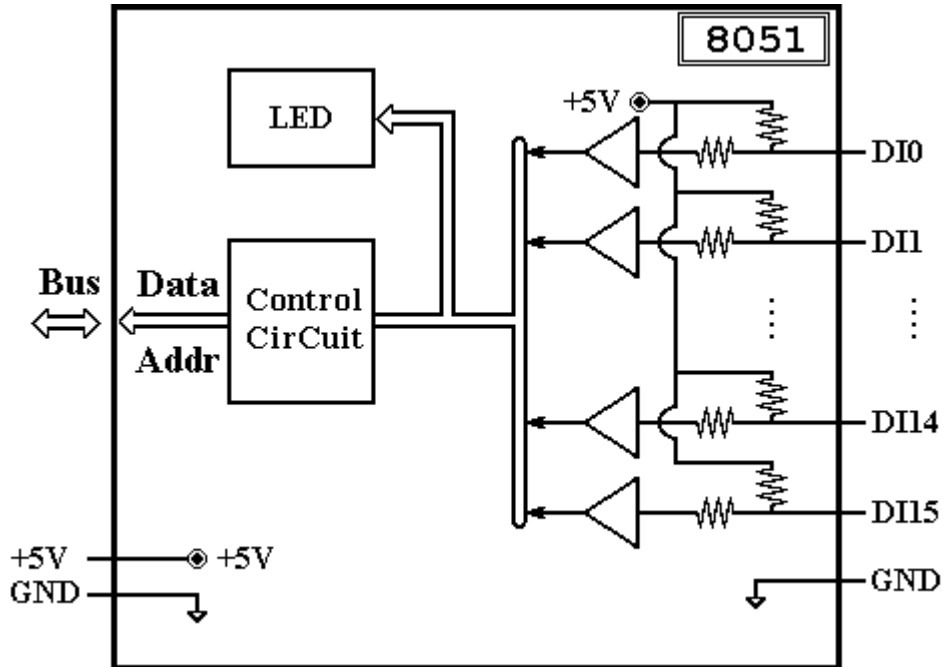 8051
LED
+5V
DI0
DI1
Bus
Data
Addr
Control
CirCuit
DI14
DI15
+5V
+5V
GND
GND